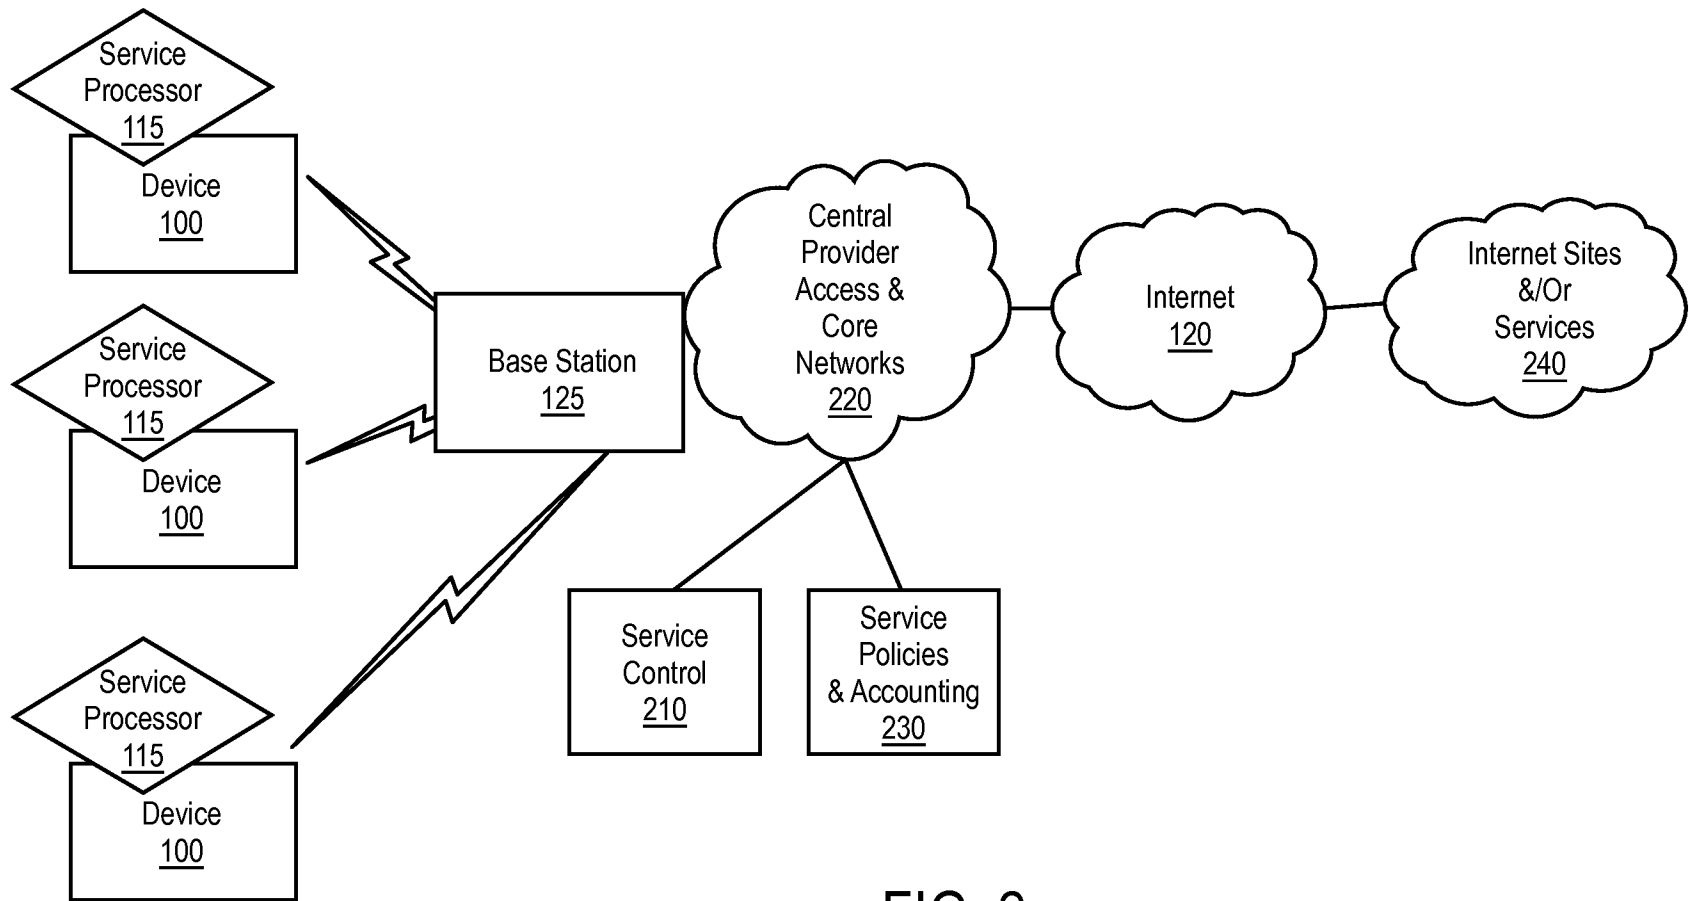 Service
Processor
115
Device
100
Service
Processor
115
Device
100
Service
Processor
115
Device
100
Base Station
125
Central
Provider
Access &
Core
Networks
220
Internet
120
Internet Sites
&/Or
Services
240
Service
Control
210
Service
Policies
& Accounting
230
FIG.